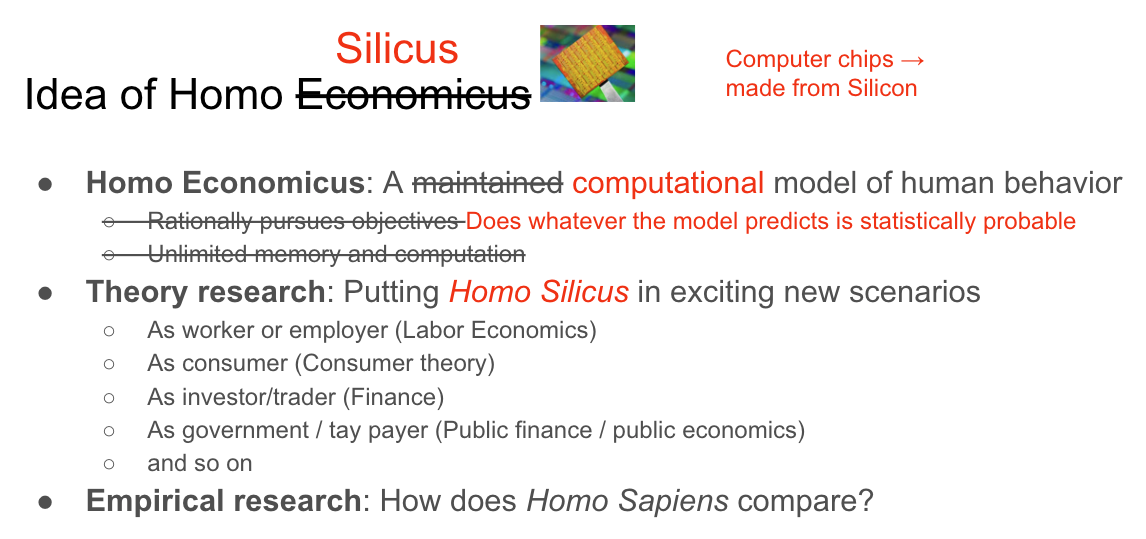 Silicus
Idea of Homo Economicus
Computer chips →
made from Silicon
● Homo Economicus: A maintained computational model of human behavior
○ Rationally pursues objectives Does whatever the model predicts is statistically probable
○ Unlimited memory and computation
● Theory research: Putting Homo Silicus in exciting new scenarios
○ As worker or employer (Labor Economics)
○ As consumer (Consumer theory)
○ As investor/trader (Finance)
○ As government / tay payer (Public finance / public economics)
○ and so on
● Empirical research: How does Homo Sapiens compare?